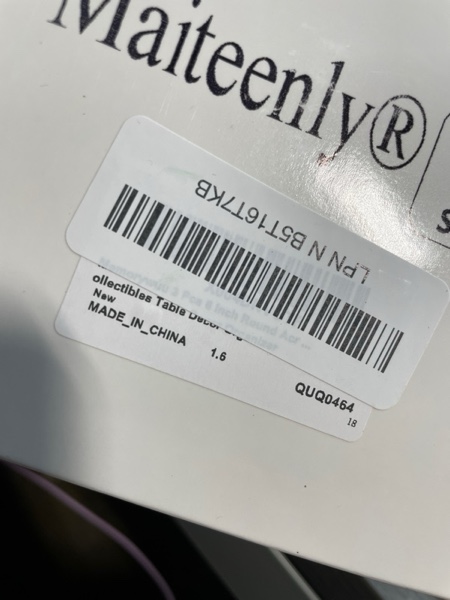 Maiteenly®
LPN N B5T16T7KB
ollectibles Table Decor
New
MADE_IN_CHINA
1.6
QUQ0464
18
S